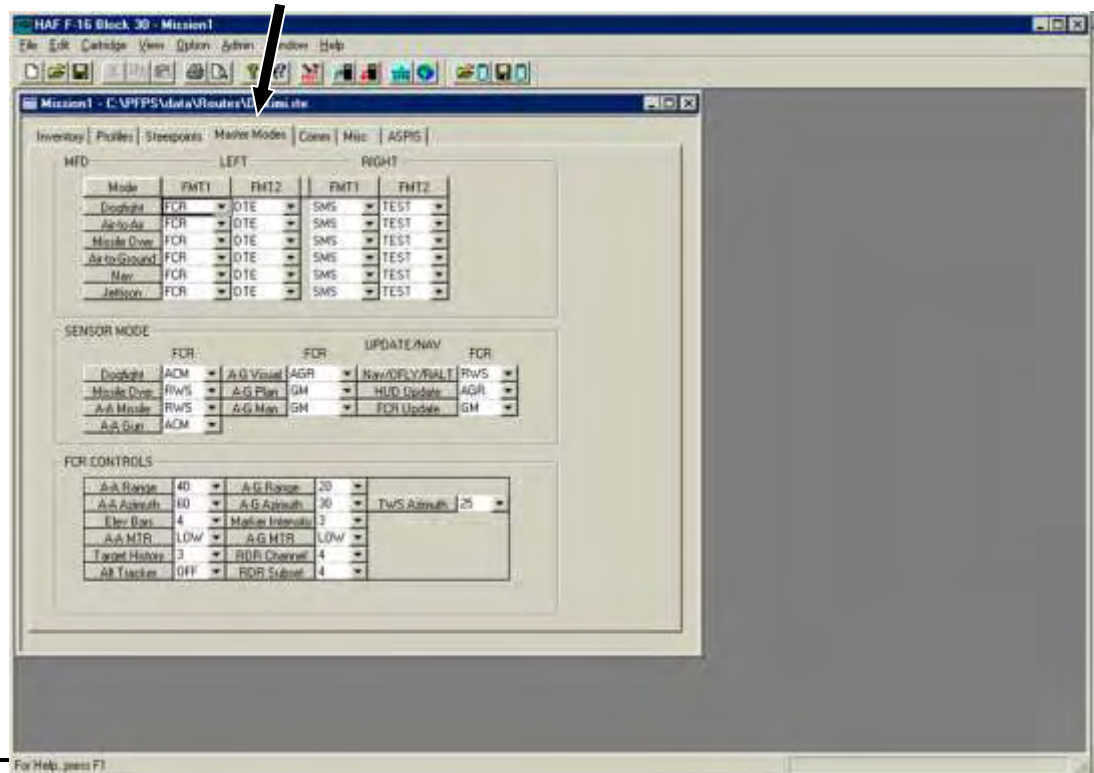 HAF F-16 Block 30 - Mission1
File Edit Cartridge View Option Admin Window Help
Mission1 - C:\PFPS\data\Routes\
Inventory Profiles Steerpoints Master Modes Comm Misc ASPIS
MFD LEFT RIGHT
Mode FMT1 FMT2 FMT1 FMT2
Dogfight FCR DTE SMS TEST
Air-to-Air FCR DTE SMS TEST
Missile Over FCR DTE SMS TEST
Air-to-Ground FCR DTE SMS TEST
Nav FCR DTE SMS TEST
Jettison FCR DTE SMS TEST
SENSOR MODE
UPDATE/NAV
FCR FCR FCR
Dogfight ACM A-G Visual AGR Nav/OFLY/RALT RWS
Missile Over RWS A-G Plan GM HUD Update AGR
A-A Missile RWS A-G Man GM FCR Update GM
A-A Gun ACM
FCR CONTROLS
A-A Range 40 A-G Range 20
A-A Azimuth 60 A-G Azimuth 30 TWS Azimuth 25
Elev Bars 4 Marker Intensity 3
A-A MTR LOW A-G MTR LOW
Target History 3 RDR Channel 4
Alt Tracker OFF RDR Subset 4
For Help, press F1